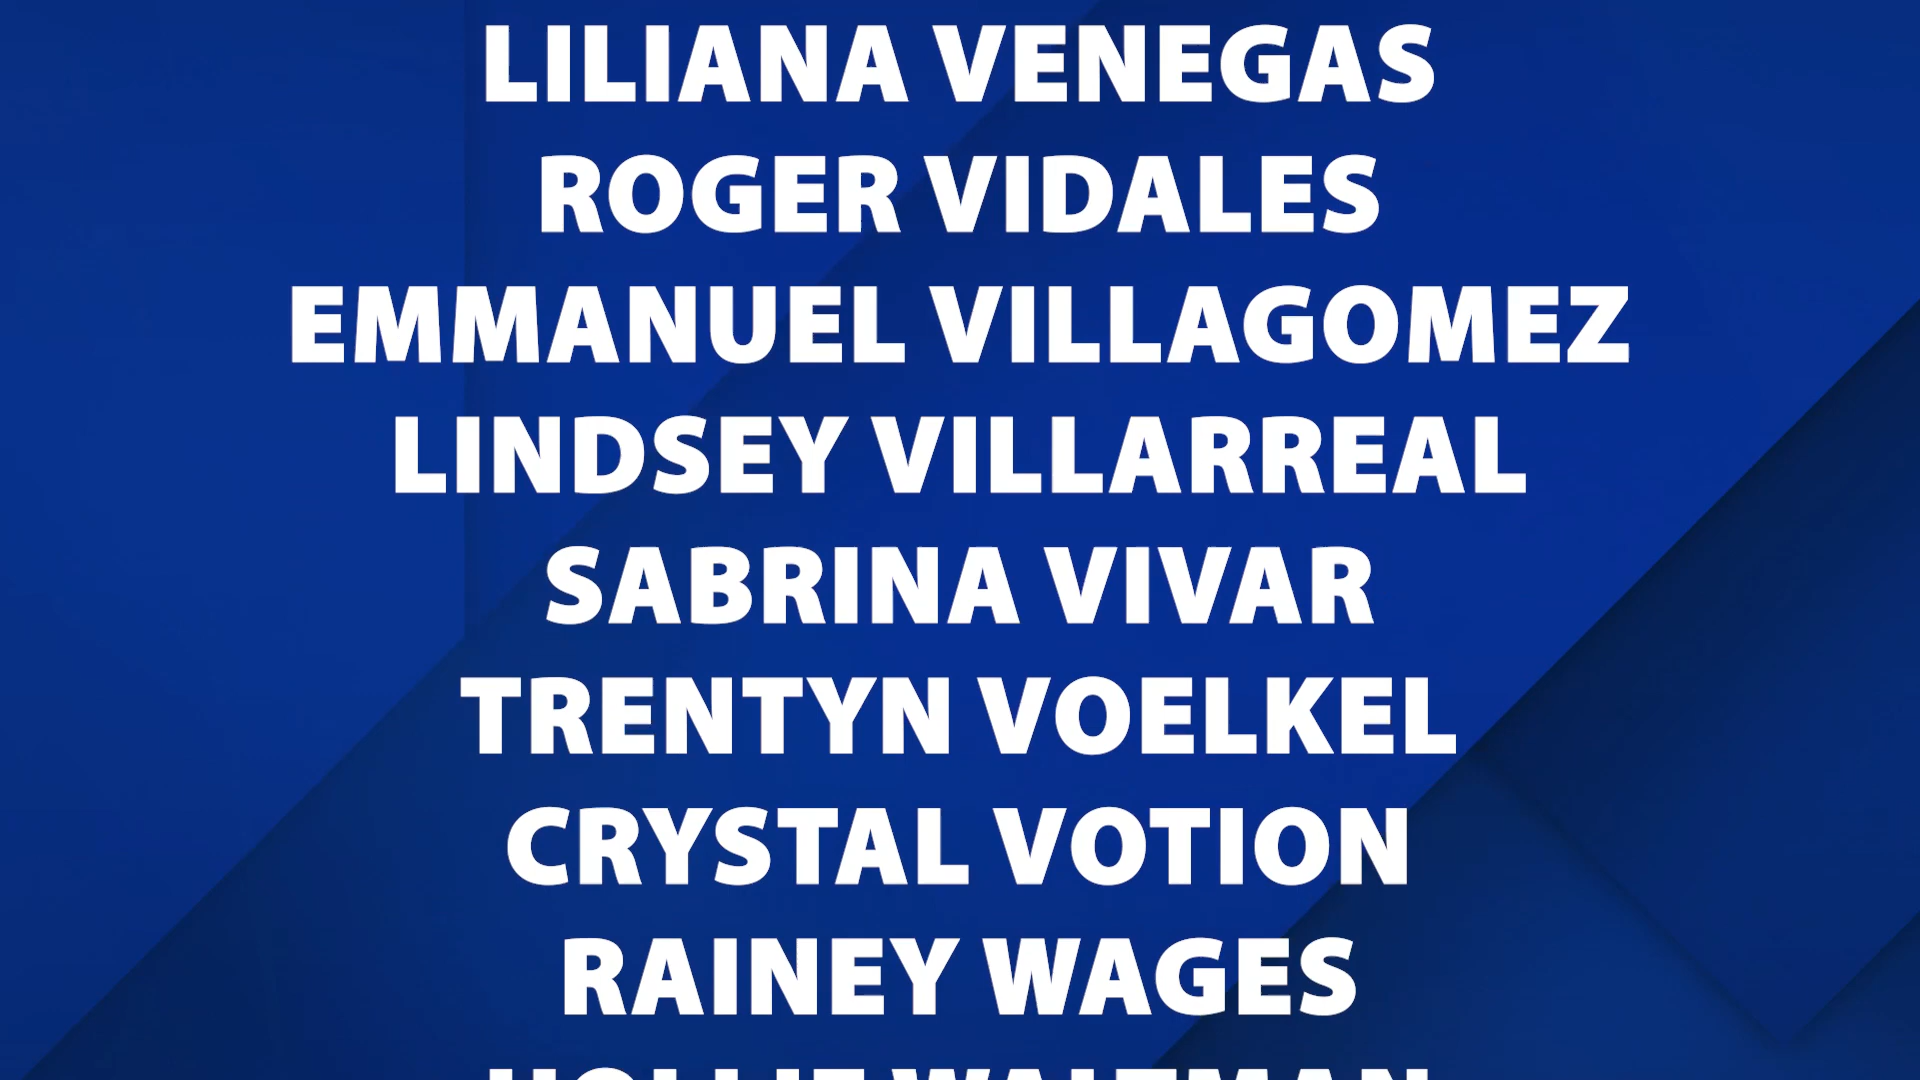 LILIANA VENEGAS
ROGER VIDALES
EMMANUEL VILLAGOMEZ
LINDSEY VILLARREAL
SABRINA VIVAR
TRENTYN VOELKEL
CRYSTAL VOTION
RAINEY WAGES